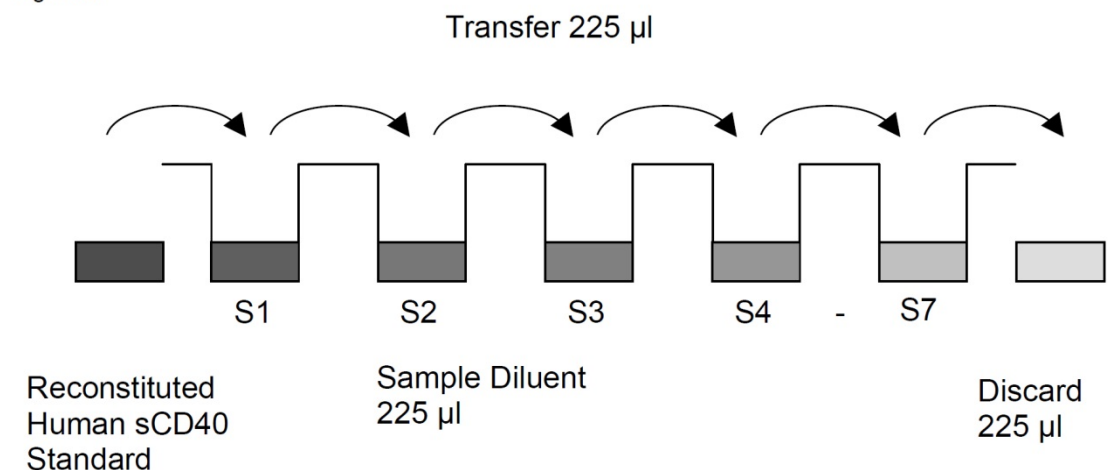 Transfer 225 µl
S1 S2 S3 S4 - S7
Reconstituted
Human sCD40
Standard
Sample Diluent
225 µl
Discard
225 µl